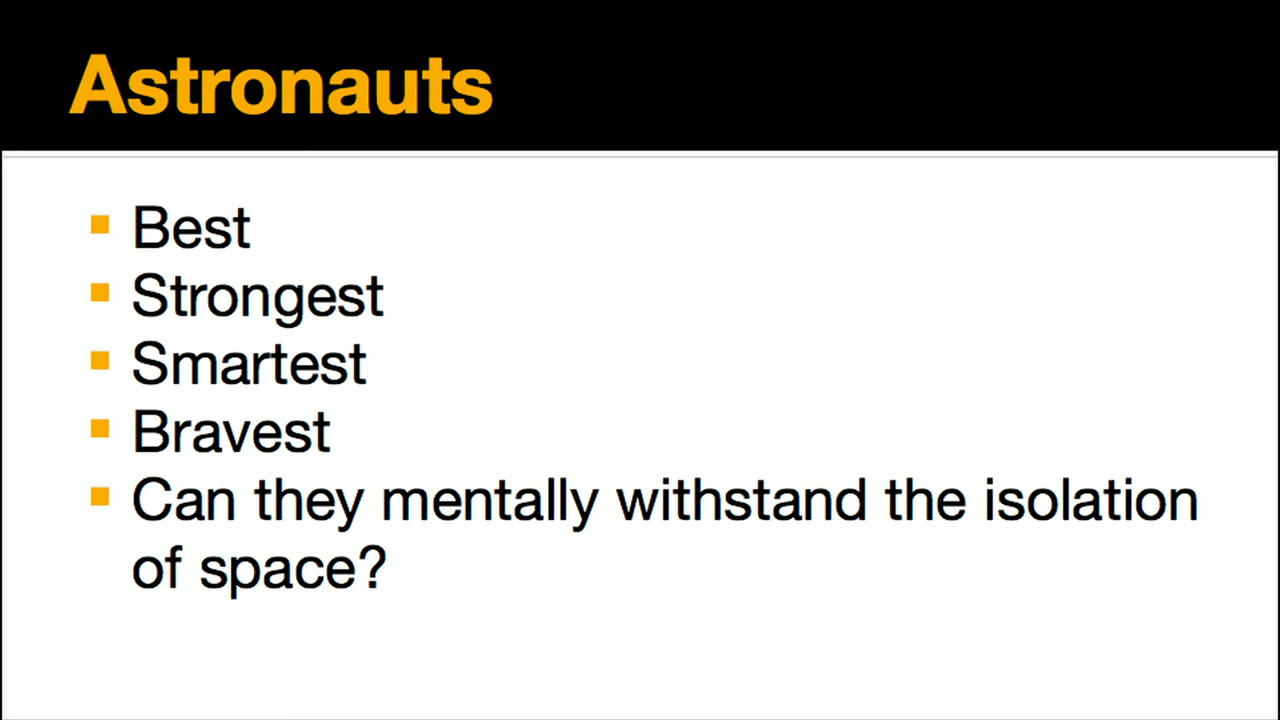 Astronauts
Best
Strongest
Smartest
Bravest
Can they mentally withstand the isolation
of space?